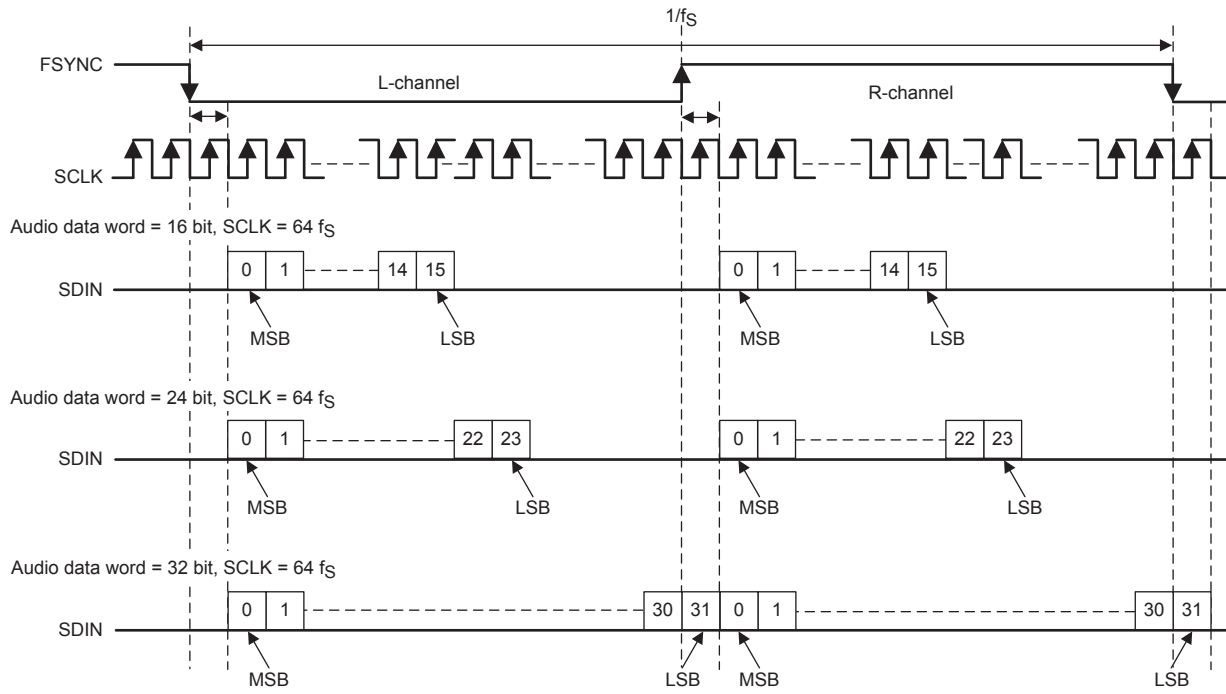 1/fS
FSYNC
L-channel
R-channel
SCLK
Audio data word = 16 bit, SCLK = 64 fS
SDIN 0 1 14 15 0 1 14 15
MSB LSB MSB LSB
Audio data word = 24 bit, SCLK = 64 fS
SDIN 0 1 22 23 0 1 22 23
MSB LSB MSB LSB
Audio data word = 32 bit, SCLK = 64 fS
SDIN 0 1 30 31 0 1 30 31
MSB LSB MSB LSB